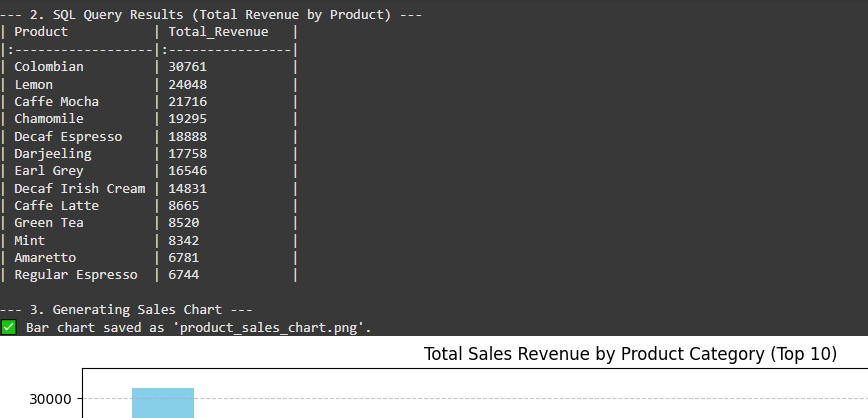 --- 2. SQL Query Results (Total Revenue by Product) ---
| Product           | Total_Revenue   |
|:------------------|:----------------|
| Colombian         | 30761           |
| Lemon             | 24048           |
| Caffe Mocha       | 21716           |
| Chamomile         | 19295           |
| Decaf Espresso    | 18888           |
| Darjeeling        | 17758           |
| Earl Grey         | 16546           |
| Decaf Irish Cream | 14831           |
| Caffe Latte       | 8665            |
| Green Tea         | 8520            |
| Mint              | 8342            |
| Amaretto          | 6781            |
| Regular Espresso  | 6744            |
--- 3. Generating Sales Chart ---
✅ Bar chart saved as 'product_sales_chart.png'.
Total Sales Revenue by Product Category (Top 10)
30000